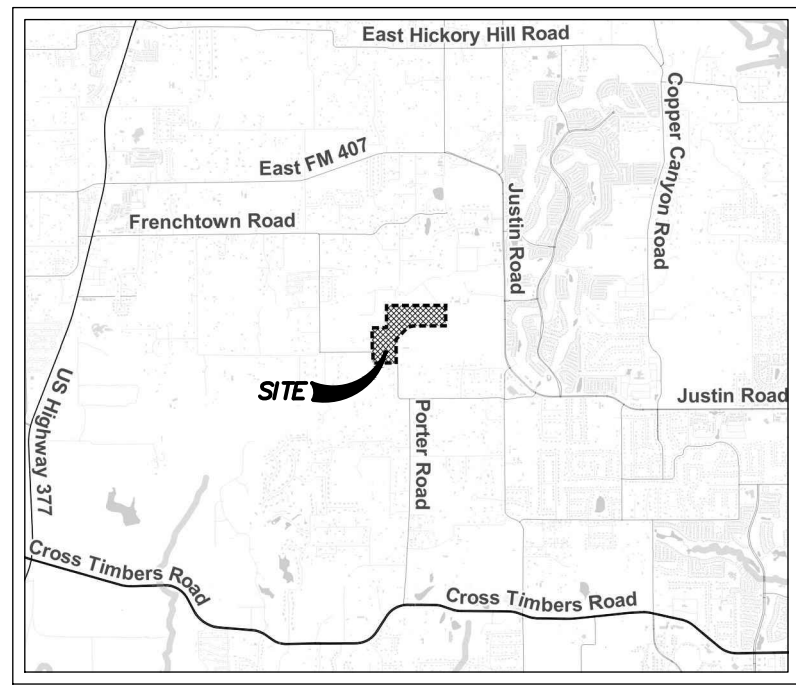 East Hickory Hill Road
Copper Canyon Road
East FM 407
Justin Road
Frenchtown Road
SITE
US Highway 377
Justin Road
Porter Road
Cross Timbers Road
Cross Timbers Road